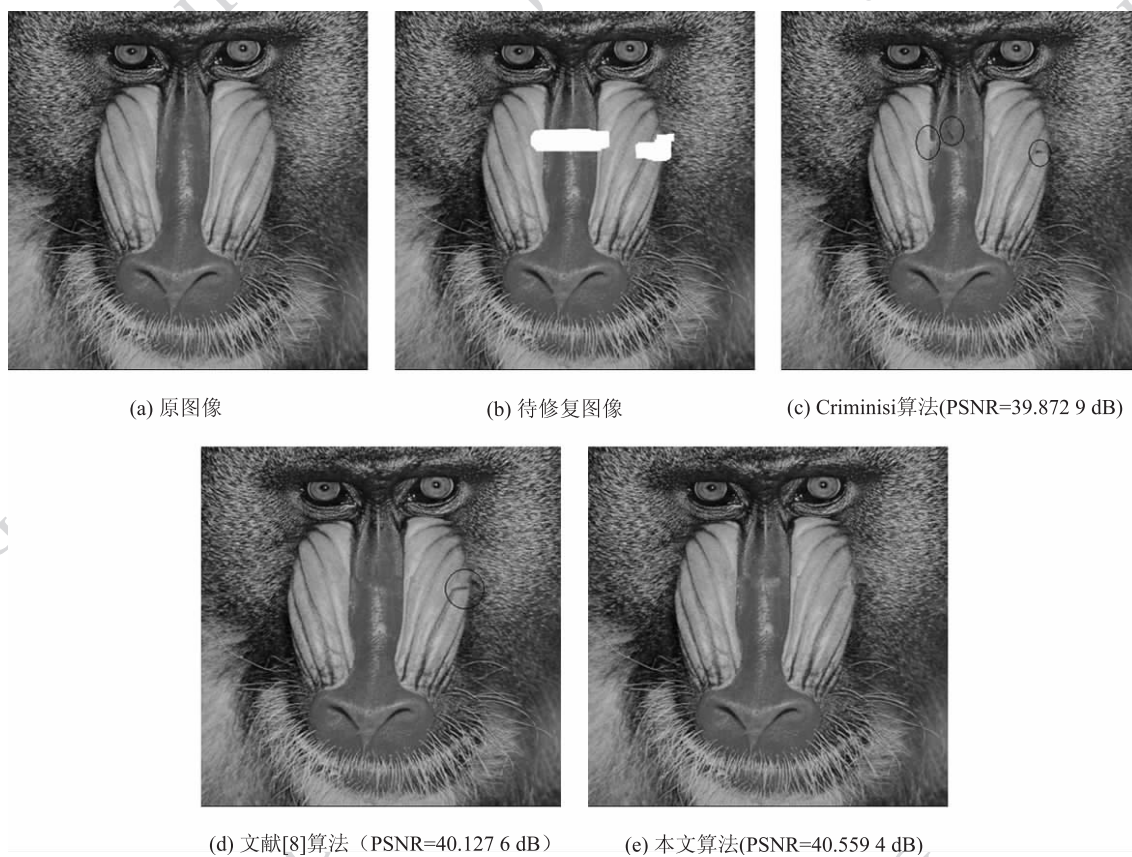 (a) 原图像
(b) 待修复图像
(c) Criminisi算法(PSNR=39.872 9 dB)
(d) 文献[8]算法（PSNR=40.127 6 dB）
(e) 本文算法(PSNR=40.559 4 dB)